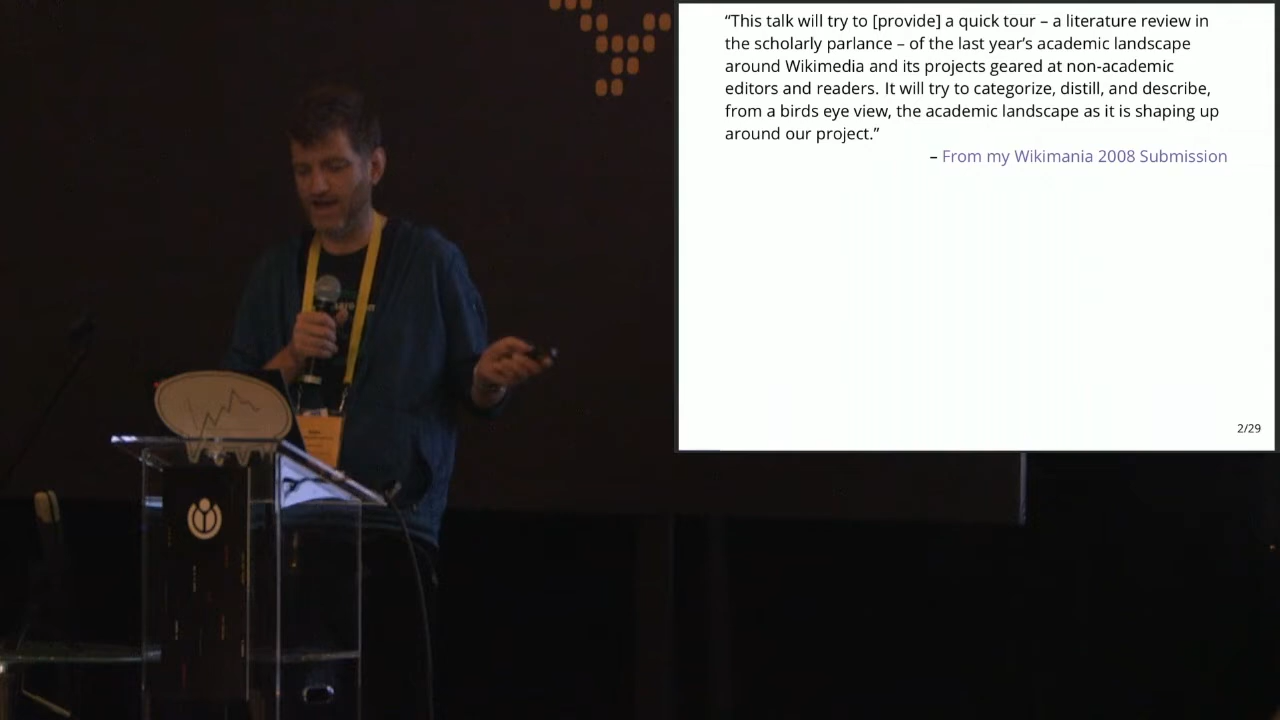 “This talk will try to [provide] a quick tour – a literature review in
the scholarly parlance – of the last year’s academic landscape
around Wikimedia and its projects geared at non-academic
editors and readers. It will try to categorize, distill, and describe,
from a birds eye view, the academic landscape as it is shaping up
around our project.”
– From my Wikimania 2008 Submission
2/29